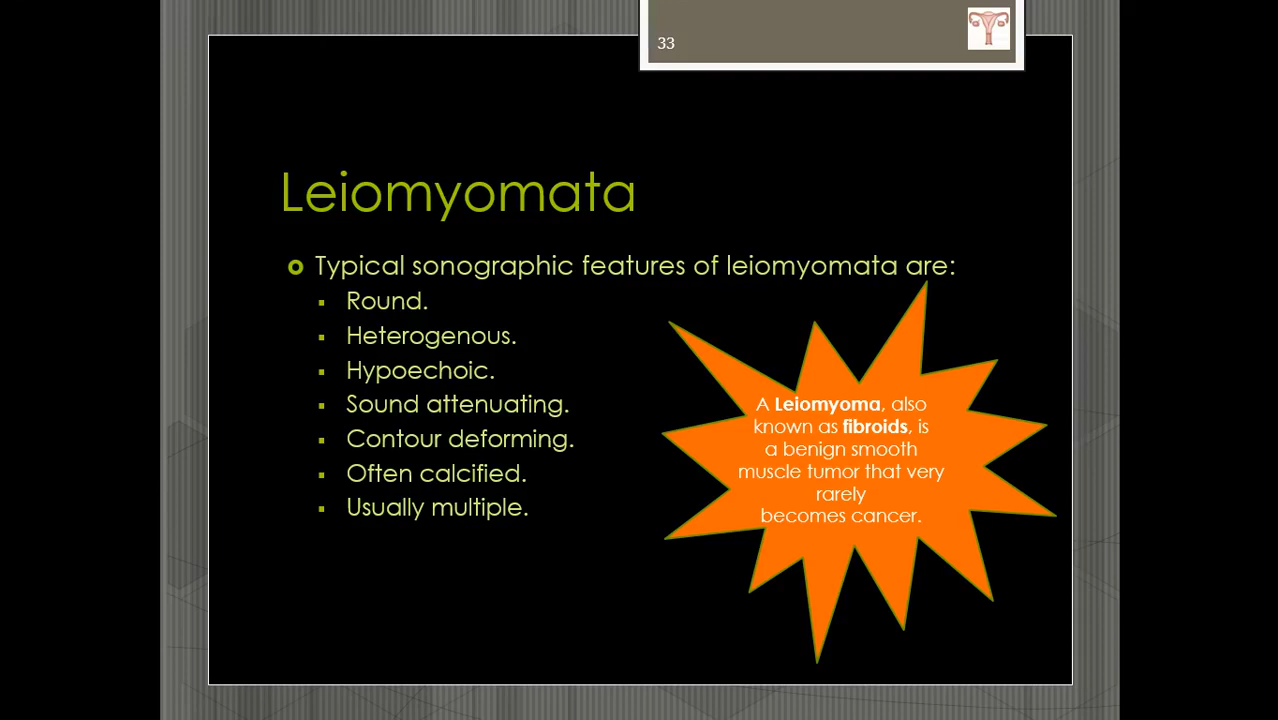 33
Leiomyomata
Typical sonographic features of leiomyomata are:
Round.
Heterogenous.
Hypoechoic.
Sound attenuating.
Contour deforming.
Often calcified.
Usually multiple.
A Leiomyoma, also
known as fibroids, is
a benign smooth
muscle tumor that very
rarely
becomes cancer.